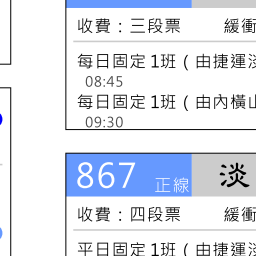 收費：三段票 緩衝
每日固定 1班（由捷運淡
08:45
每日固定 1班（由內橫山
09:30
867 正線 淡
收費：四段票 緩衝
平日固定 1班（由捷運淡